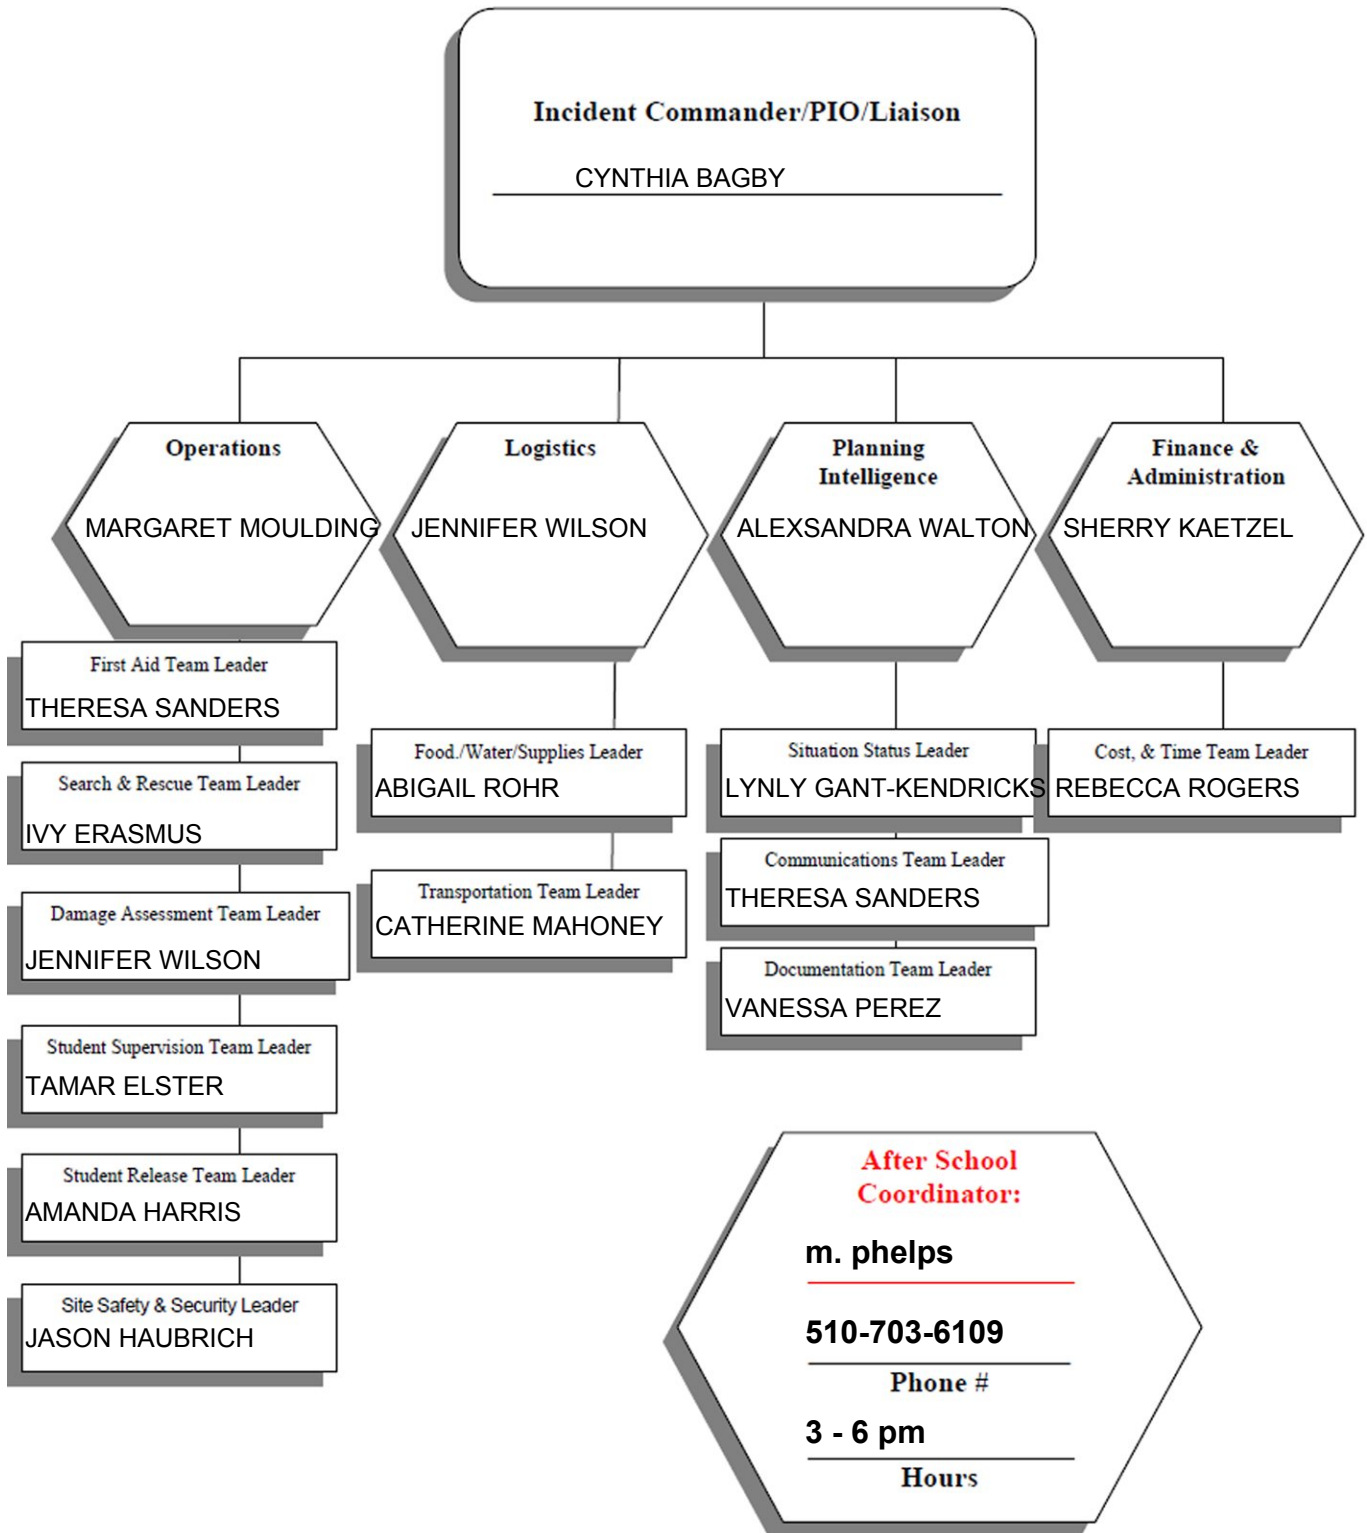 Incident Commander/PIO/Liaison
CYNTHIA BAGBY
Operations
MARGARET MOULDING
Logistics
JENNIFER WILSON
Planning
Intelligence
ALEXSANDRA WALTON
Finance &
Administration
SHERRY KAETZEL
First Aid Team Leader
THERESA SANDERS
Search & Rescue Team Leader
IVY ERASMUS
Damage Assessment Team Leader
JENNIFER WILSON
Student Supervision Team Leader
TAMAR ELSTER
Student Release Team Leader
AMANDA HARRIS
Site Safety & Security Leader
JASON HAUBRICH
Food./Water/Supplies Leader
ABIGAIL ROHR
Transportation Team Leader
CATHERINE MAHONEY
Situation Status Leader
LYNLY GANT-KENDRICKS
Communications Team Leader
THERESA SANDERS
Documentation Team Leader
VANESSA PEREZ
Cost, & Time Team Leader
REBECCA ROGERS
After School
Coordinator:
m. phelps
510-703-6109
Phone #
3 - 6 pm
Hours